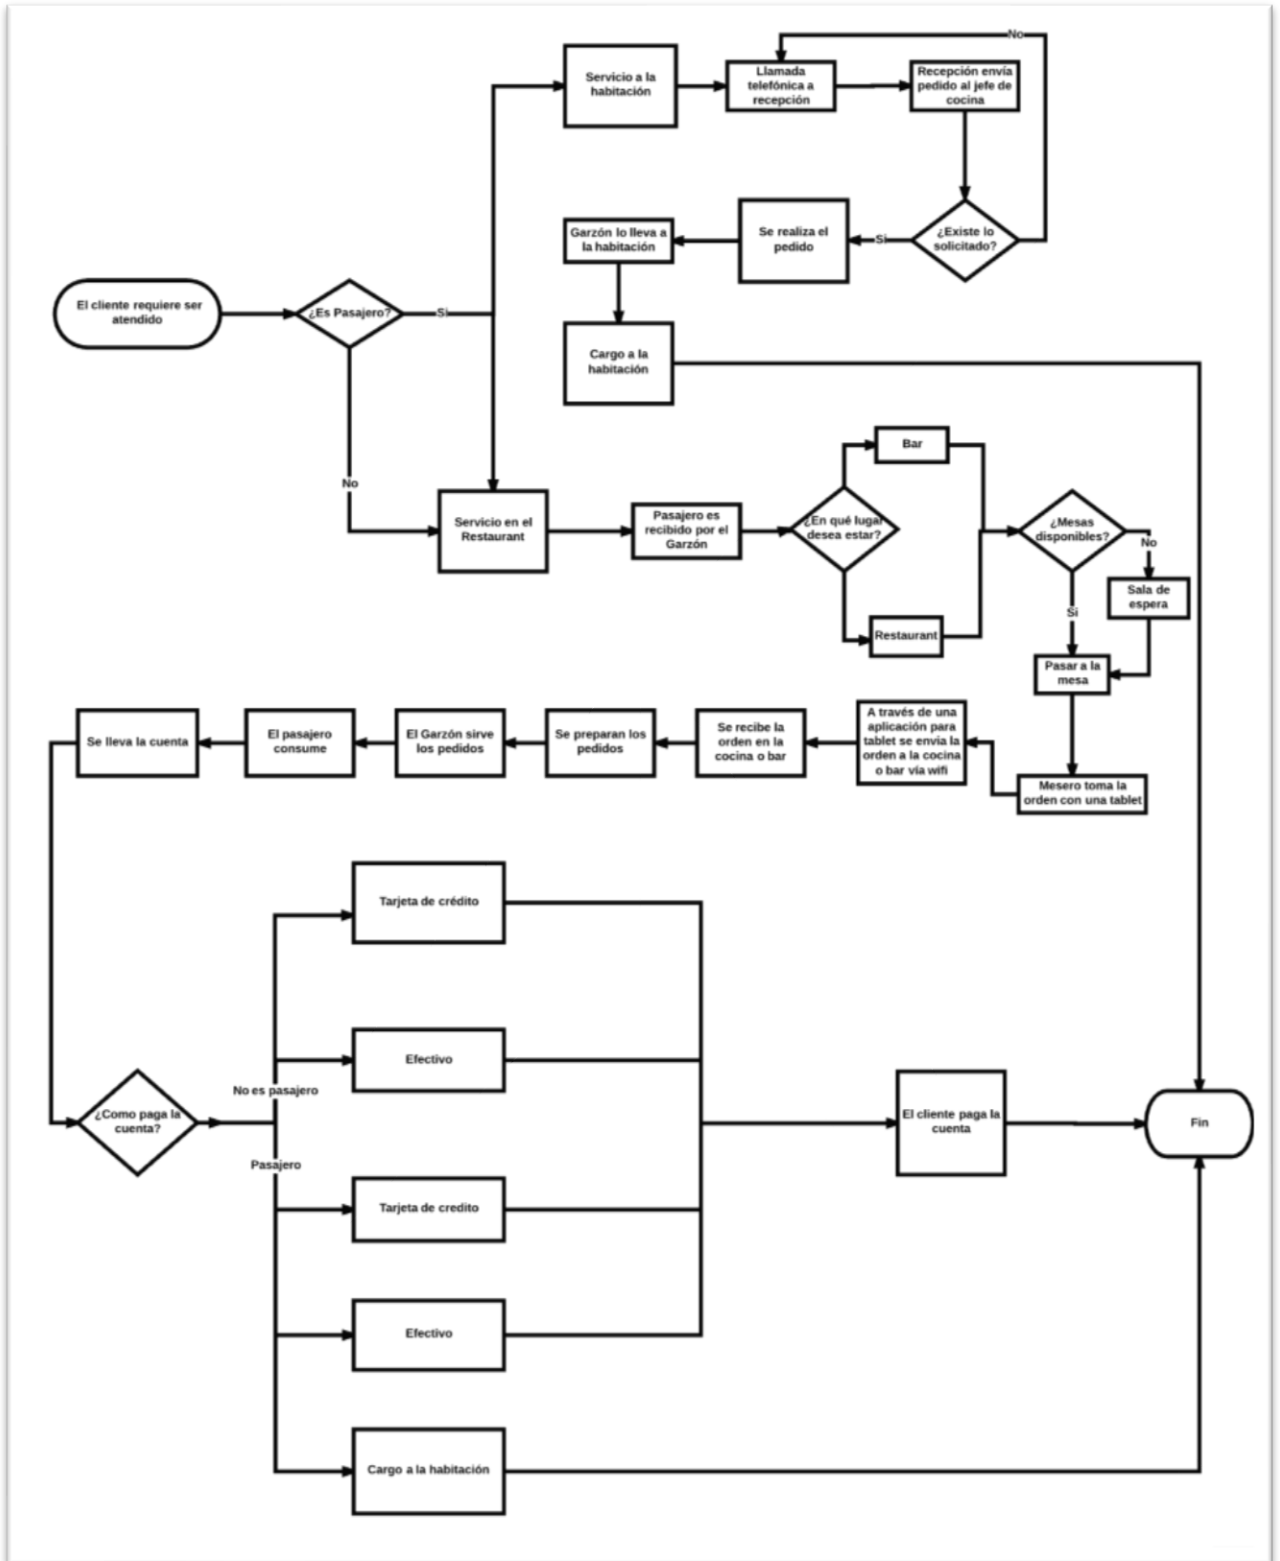 No
Servicio a la
habitación
Llamada
telefónica a
recepción
Recepción envía
pedido al jefe de
cocina
Garzón lo lleva a
la habitación
Se realiza el
pedido
Si
¿Existe lo
solicitado?
El cliente requiere ser
atendido
¿Es Pasajero?
Si
Cargo a la
habitación
No
Servicio en el
Restaurant
Pasajero es
recibido por el
Garzón
¿En qué lugar
desea estar?
Bar
Restaurant
¿Mesas
disponibles?
No
Sala de
espera
Si
Pasar a la
mesa
Mesero toma la
orden con una tablet
A través de una
aplicación para
tablet se envía la
orden a la cocina
o bar vía wifi
Se recibe la
orden en la
cocina o bar
Se preparan los
pedidos
El Garzón sirve
los pedidos
El pasajero
consume
Se lleva la cuenta
¿Como paga la
cuenta?
No es pasajero
Pasajero
Tarjeta de crédito
Efectivo
Tarjeta de credito
Efectivo
Cargo a la habitación
El cliente paga la
cuenta
Fin